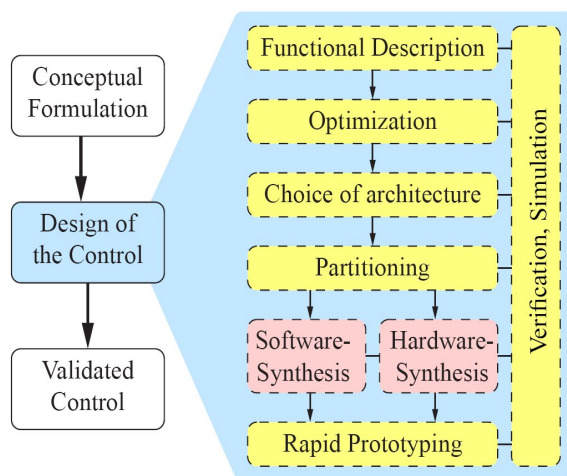 Conceptual
Formulation
Design of
the Control
Validated
Control
Functional Description
Optimization
Choice of architecture
Partitioning
Software-
Synthesis
Hardware-
Synthesis
Rapid Prototyping
Verification, Simulation